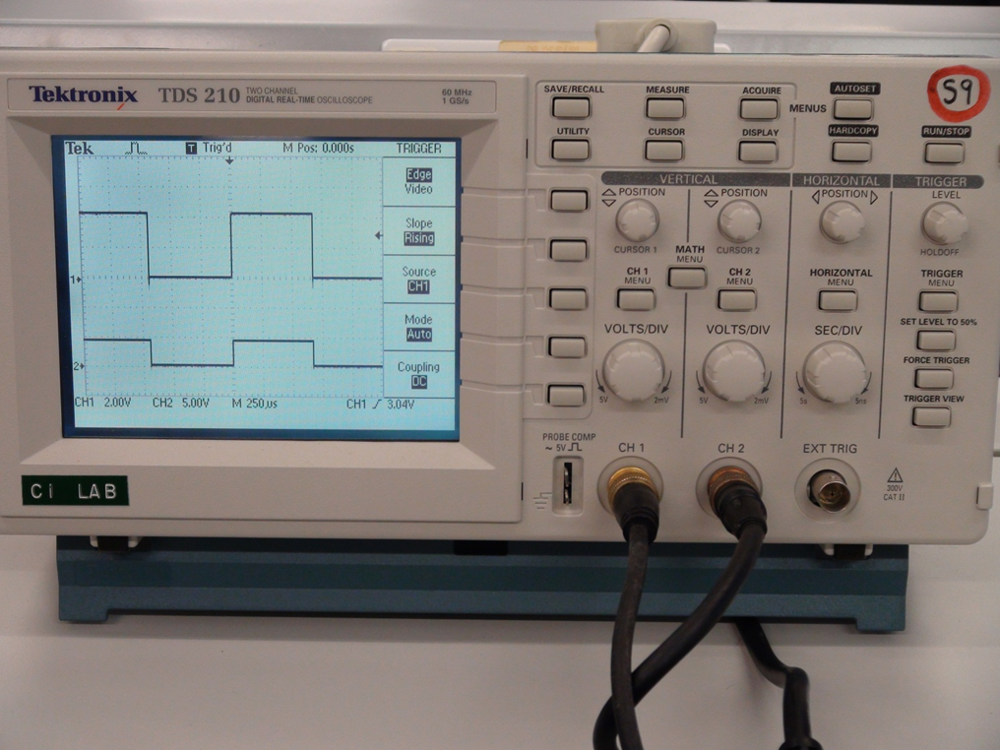 Tektronix TDS 210 TWO CHANNEL DIGITAL REAL-TIME OSCILLOSCOPE
60 MHz
1 GS/s
Tek T Trig'd M Pos: 0.000s TRIGGER
Edge
Video
Slope
Rising
Source
CH1
Mode
Auto
Coupling
DC
1
2
CH1 2.00V CH2 5.00V M 250µs CH1 3.04V
Ci LAB
SAVE/RECALL MEASURE ACQUIRE MENUS AUTOSET
UTILITY CURSOR DISPLAY HARDCOPY RUN/STOP
59
VERTICAL HORIZONTAL TRIGGER
POSITION POSITION POSITION LEVEL
CURSOR 1 CURSOR 2 HOLDOFF
MATH
MENU
CH 1
MENU
CH 2
MENU
HORIZONTAL
MENU
TRIGGER
MENU
SET LEVEL TO 50%
VOLTS/DIV VOLTS/DIV SEC/DIV
FORCE TRIGGER
5V 2mV 5V 2mV 5s 5ns
TRIGGER VIEW
PROBE COMP
~ 5V
CH 1 CH 2 EXT TRIG
300V
CAT II